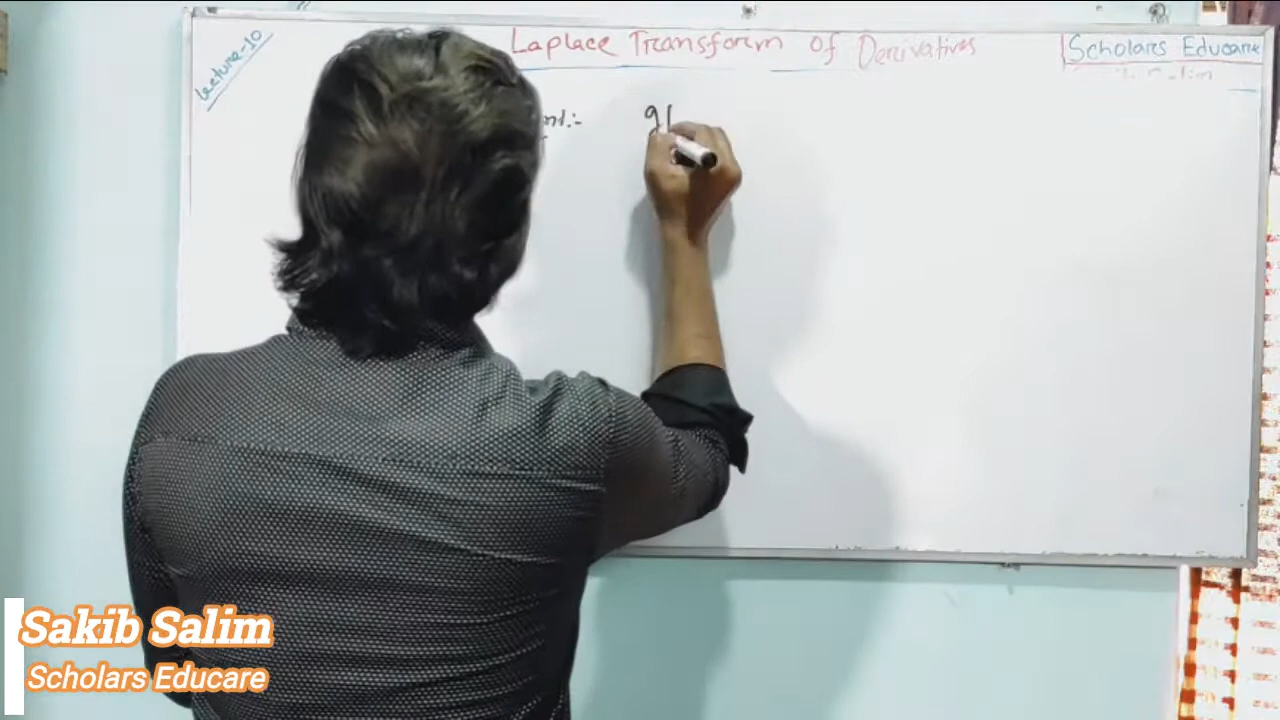 Lecture-10
Laplace Transform of Derivatives
Scholars Educare
Sakib Salim
Scholars Educare